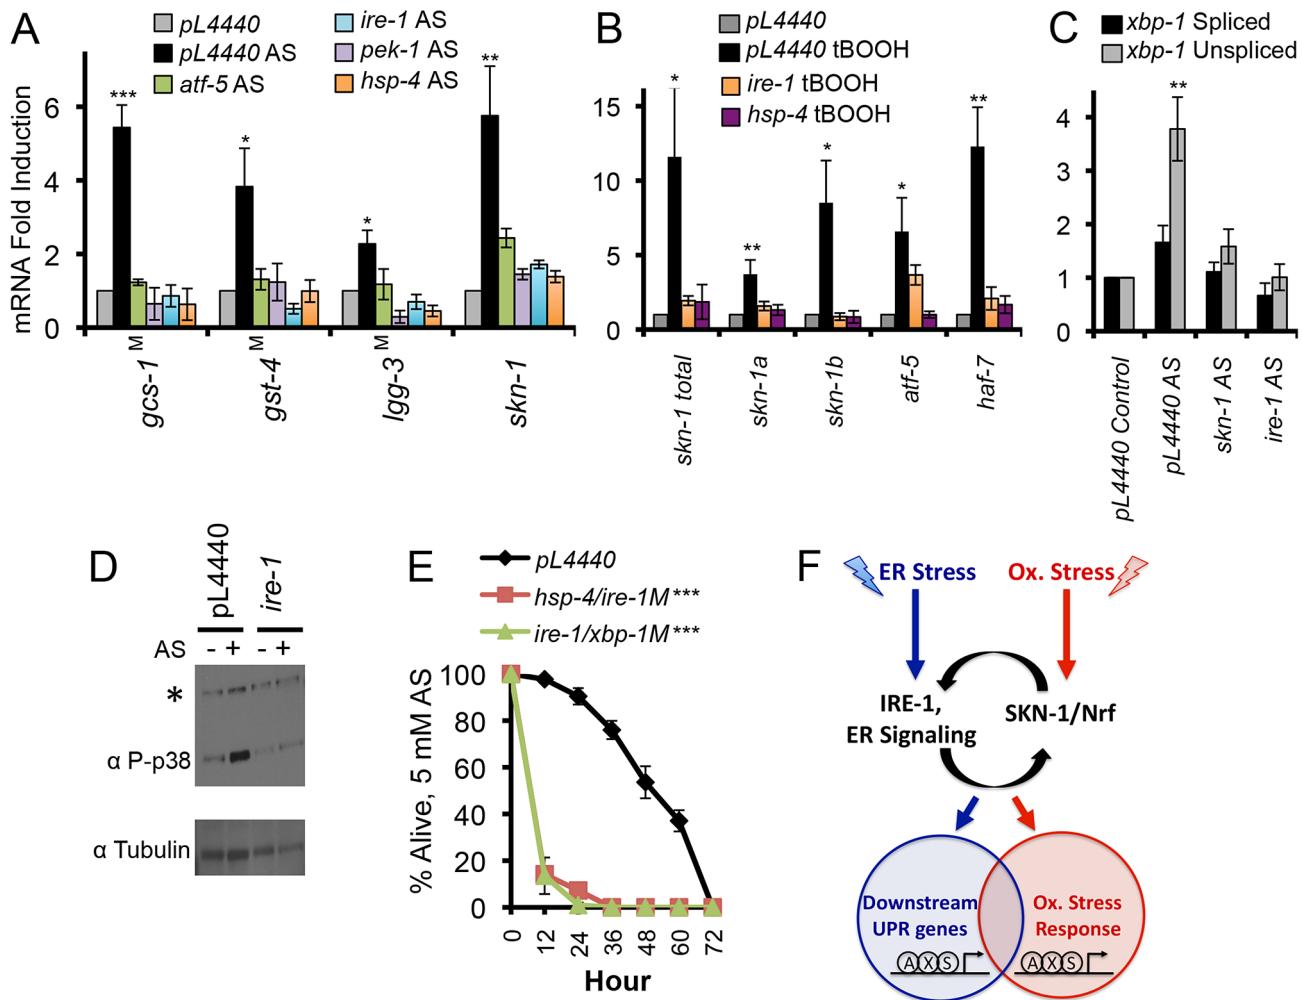 A
pL4440
pL4440 AS
atf-5 AS
ire-1 AS
pek-1 AS
hsp-4 AS
mRNA Fold Induction
6
4
2
0
***
*
*
**
gcs-1 M
gst-4 M
lgg-3 M
skn-1
B
pL4440
pL4440 tBOOH
ire-1 tBOOH
hsp-4 tBOOH
15
10
5
0
*
**
*
*
**
skn-1 total
skn-1a
skn-1b
atf-5
haf-7
C
xbp-1 Spliced
xbp-1 Unspliced
4
3
2
1
0
**
pL4440 Control
pL4440 AS
skn-1 AS
ire-1 AS
D
pL4440
ire-1
AS - + - +
*
α P-p38
α Tubulin
E
pL4440
hsp-4/ire-1M ***
ire-1/xbp-1M ***
% Alive, 5 mM AS
100
80
60
40
20
0
0 12 24 36 48 60 72
Hour
F
ER Stress
Ox. Stress
IRE-1,
ER Signaling
SKN-1/Nrf
Downstream
UPR genes
A X S
Ox. Stress
Response
A X S